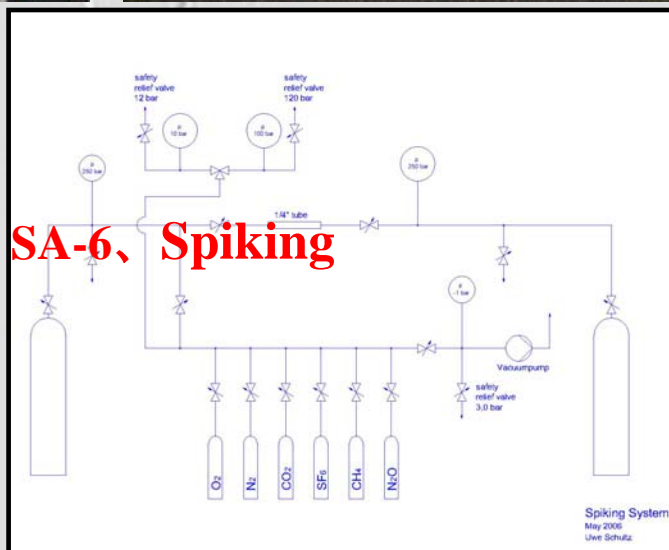 safety
relief valve
12 bar
safety
relief valve
120 bar
p
10 bar
p
100 bar
p
250 bar
p
250 bar
1/4" tube
SA-6、Spiking
p
-1 bar
Vacuumpump
safety
relief valve
3,0 bar
O2
N2
CO2
SF6
CH4
N2O
Spiking System
May 2006
Uwe Schultz